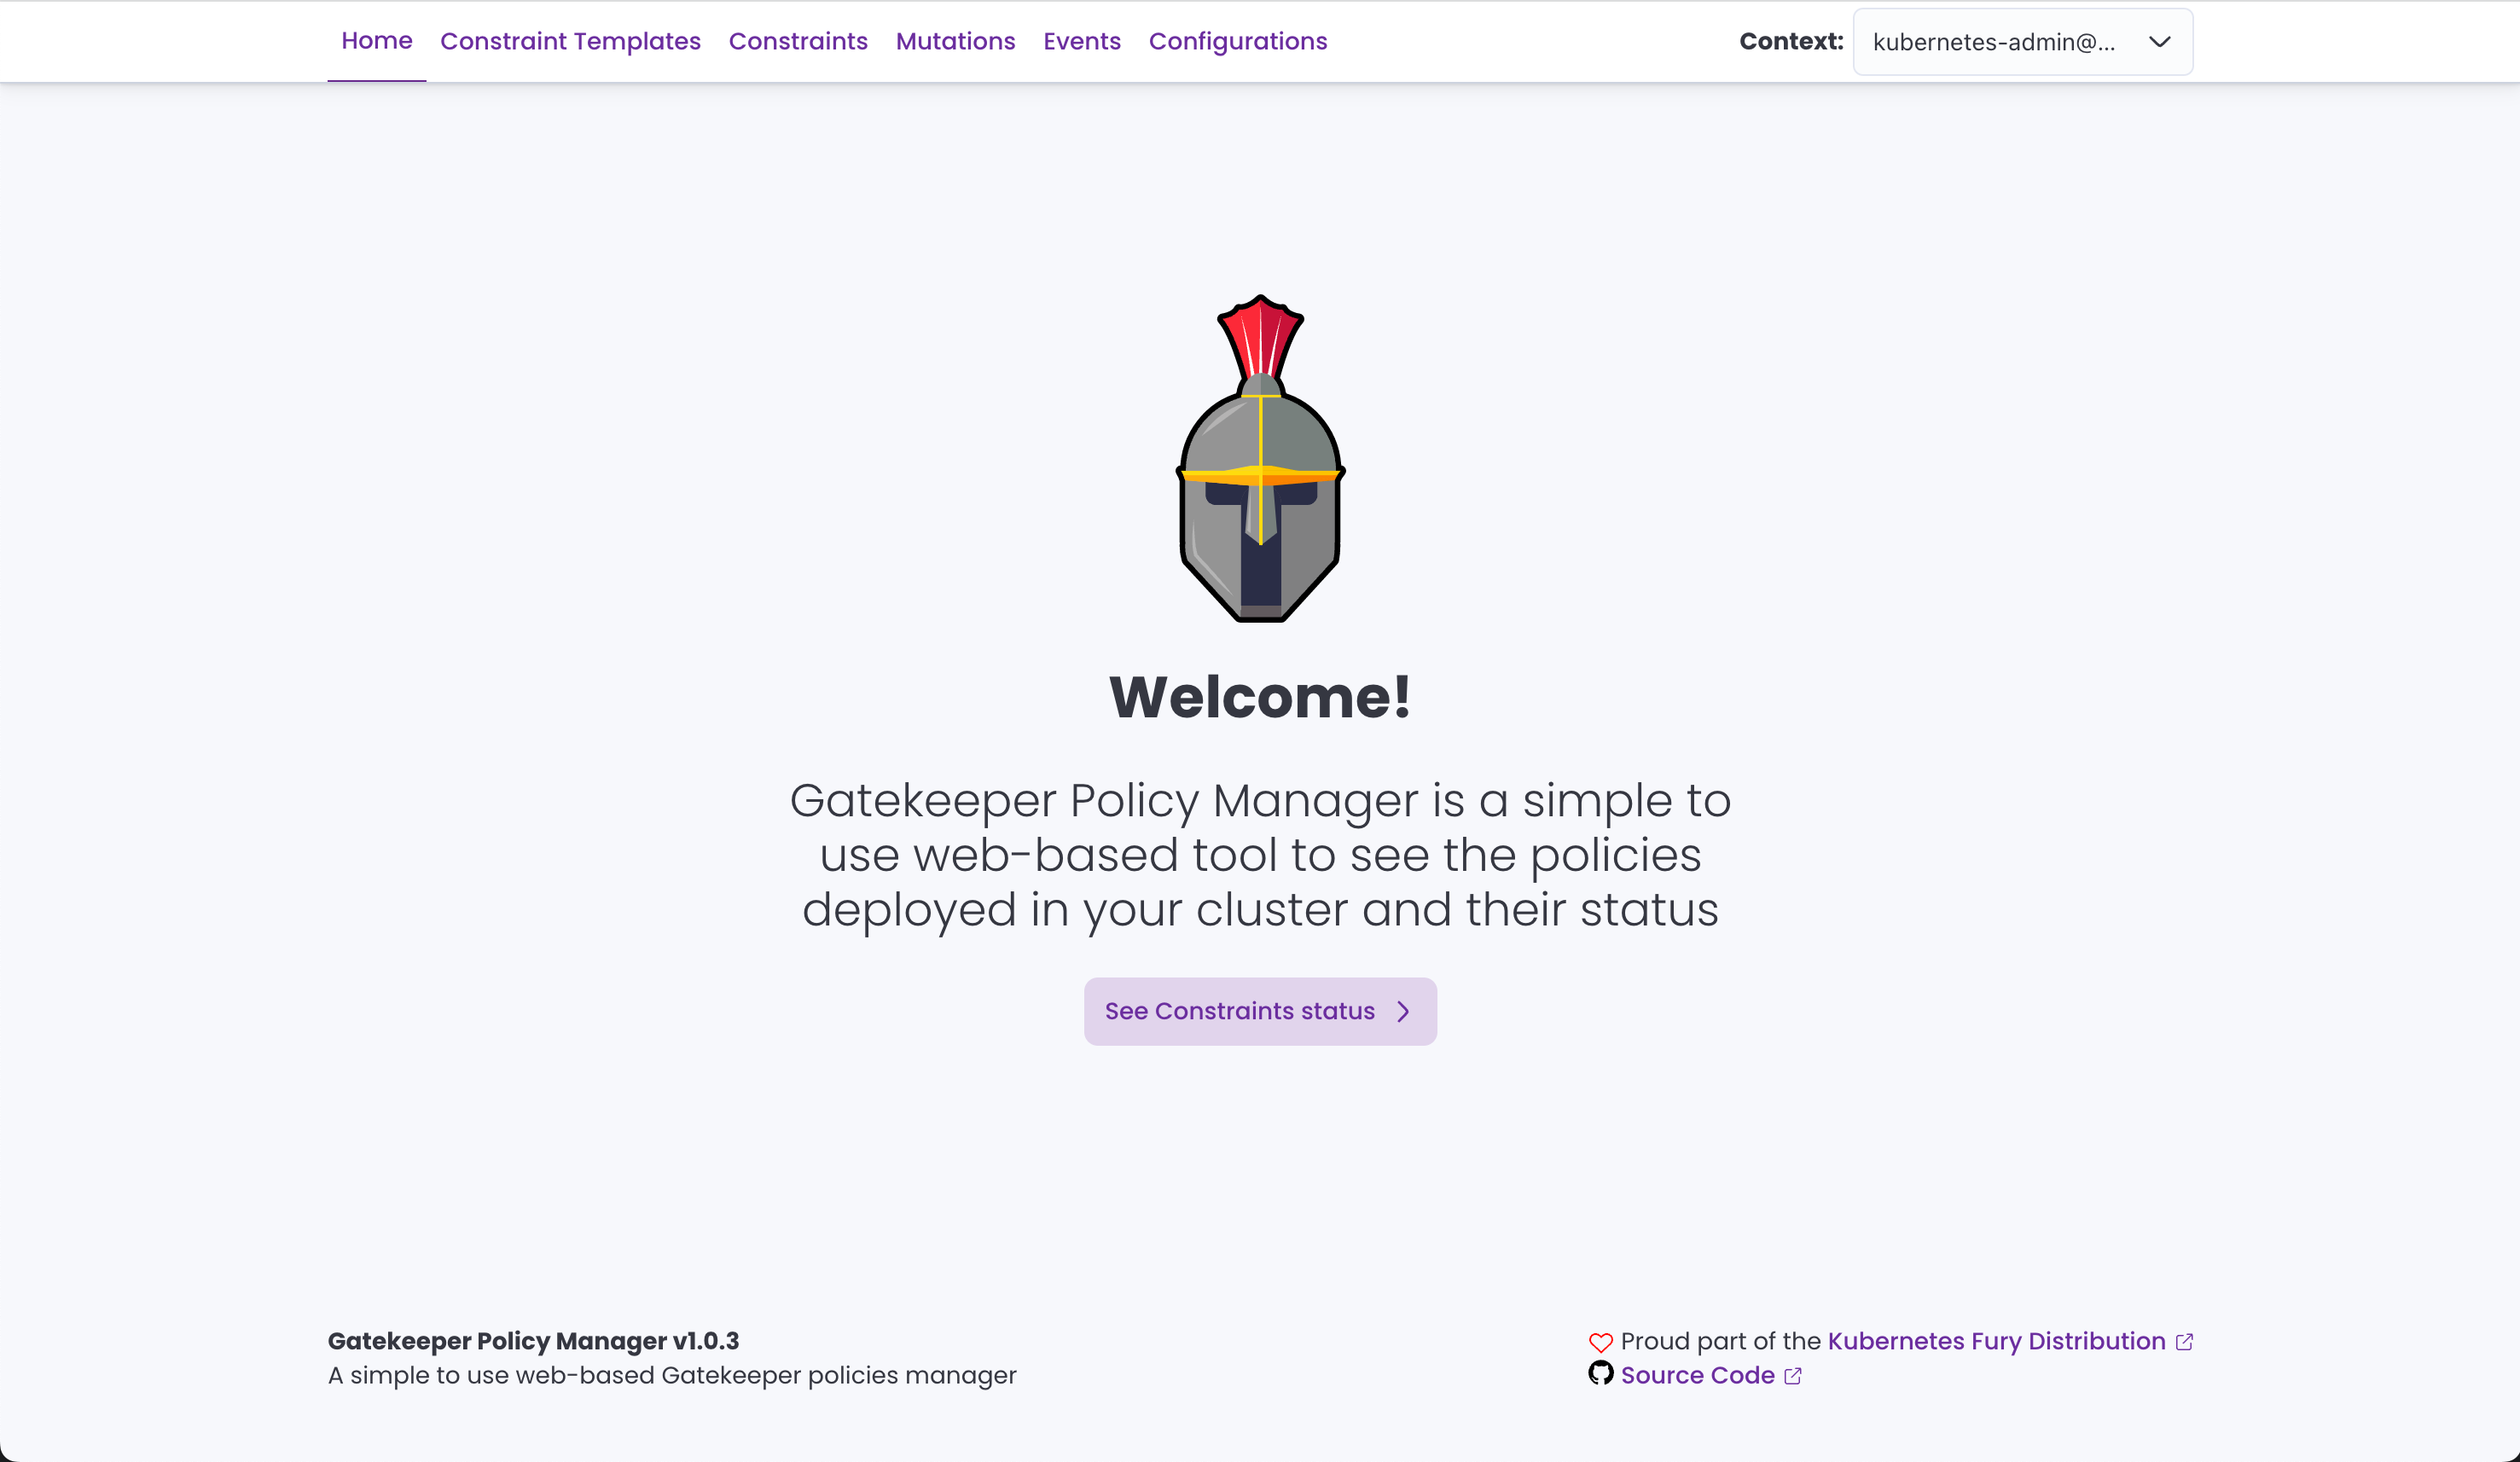 Home Constraint Templates Constraints Mutations Events Configurations Context: kubernetes-admin@...
Welcome!
Gatekeeper Policy Manager is a simple to
use web-based tool to see the policies
deployed in your cluster and their status
See Constraints status
Gatekeeper Policy Manager v1.0.3
A simple to use web-based Gatekeeper policies manager
Proud part of the Kubernetes Fury Distribution
Source Code